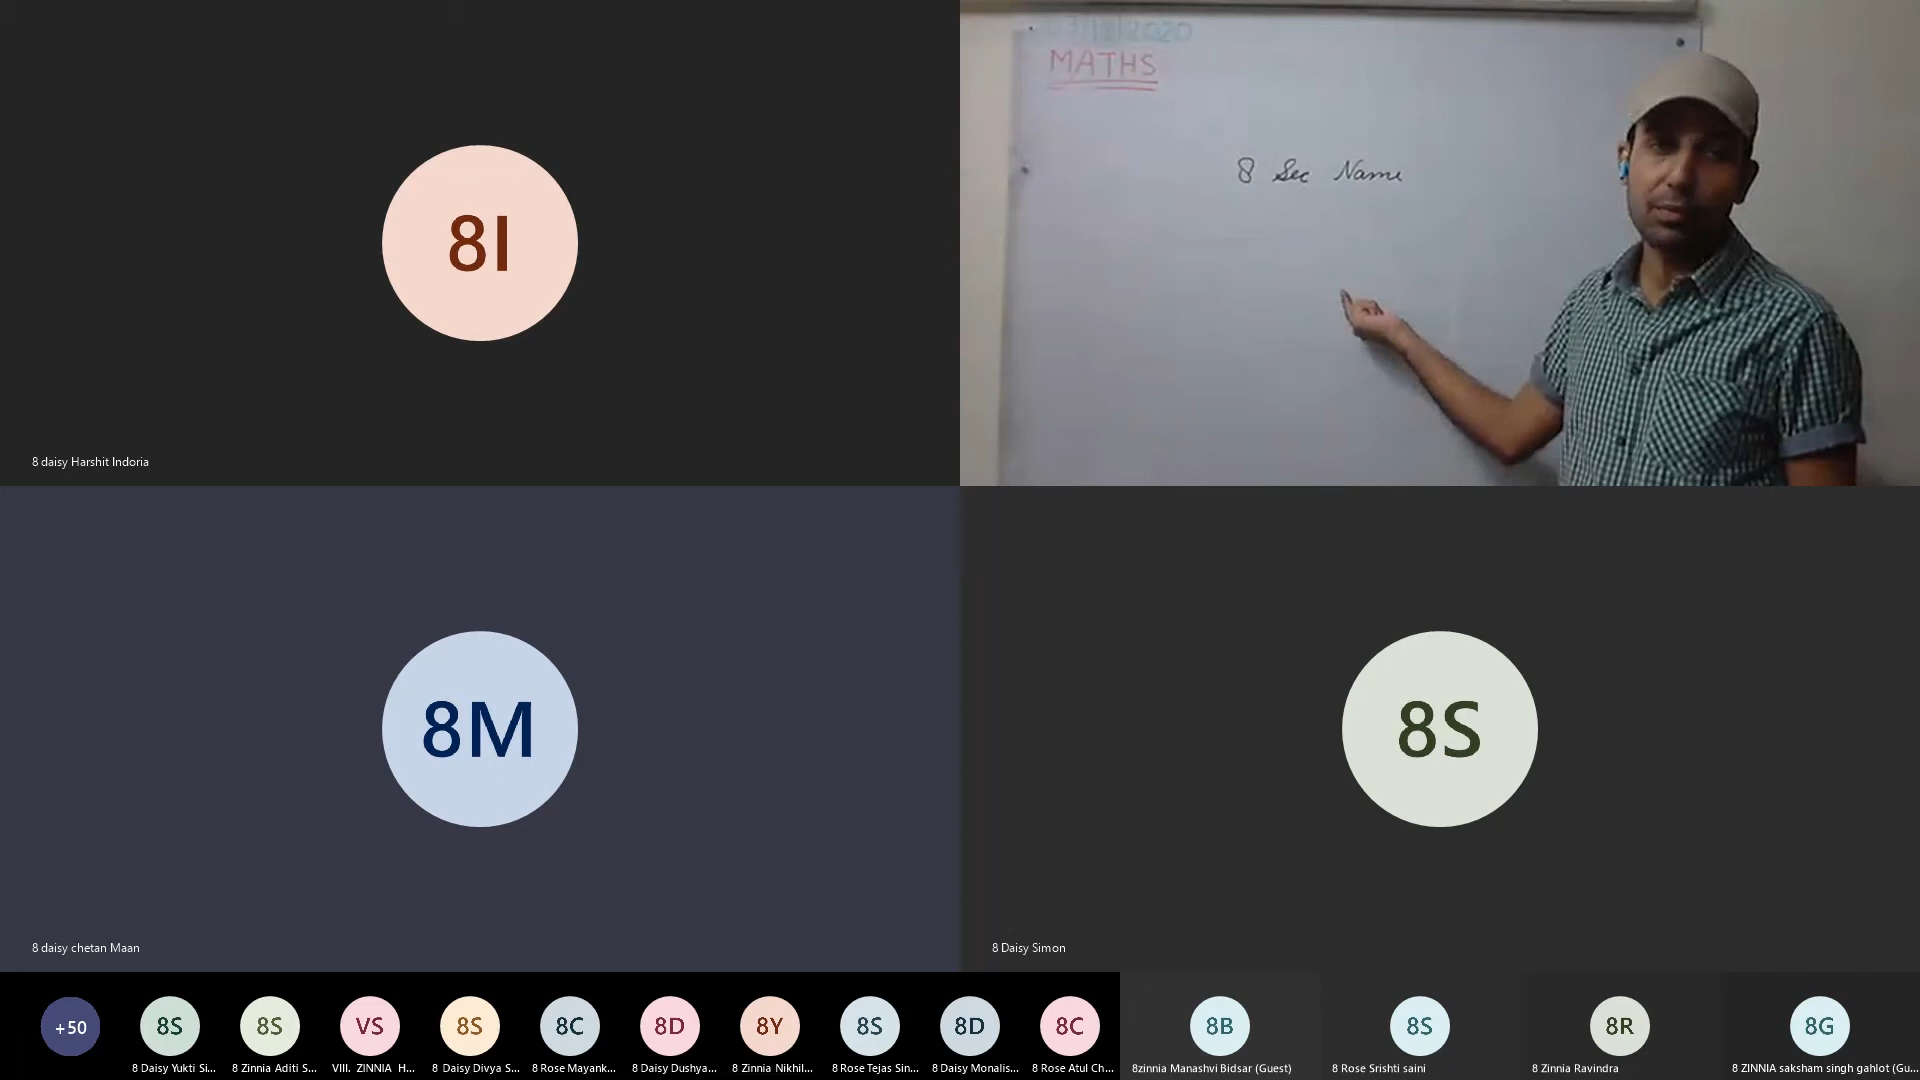 8I
8 daisy Harshit Indoria
2020
MATHS
8 Sec Name
8M
8 daisy chetan Maan
8S
8 Daisy Simon
+50
8S
8S
VS
8S
8C
8D
8Y
8S
8D
8C
8B
8S
8R
8G
8 Daisy Yukti Si...
8 Zinnia Aditi S...
VIII. ZINNIA H...
8 Daisy Divya S...
8 Rose Mayank...
8 Daisy Dushya...
8 Zinnia Nikhil...
8 Rose Tejas Sin...
8 Daisy Monalis...
8 Rose Atul Ch...
8zinnia Manashvi Bidsar (Guest)
8 Rose Srishti saini
8 Zinnia Ravindra
8 ZINNIA saksham singh gahlot (Gu...